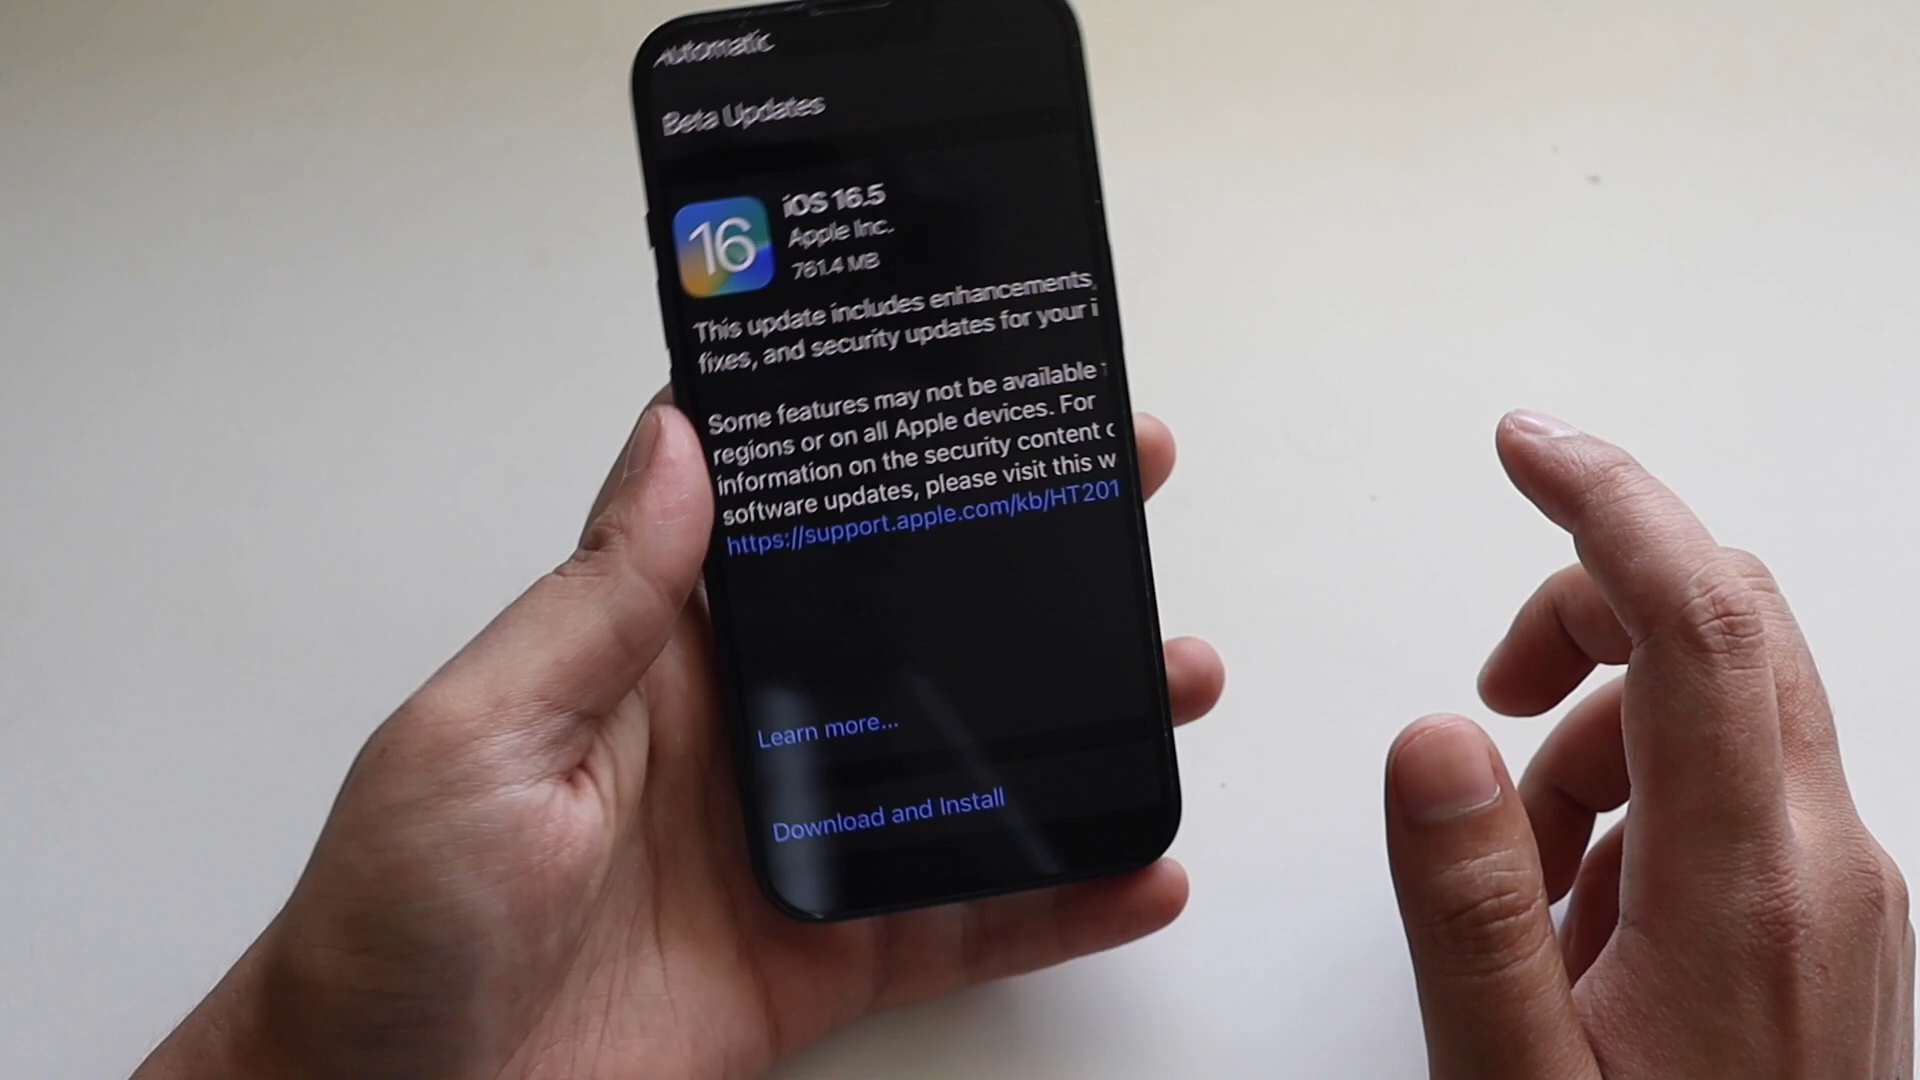 Automatic
Beta Updates
16
iOS 16.5
Apple Inc.
761.4 MB
This update includes enhancements,
fixes, and security updates for your i
Some features may not be available
regions or on all Apple devices. For
information on the security content
software updates, please visit this w
https://support.apple.com/kb/HT201
Learn more...
Download and Install